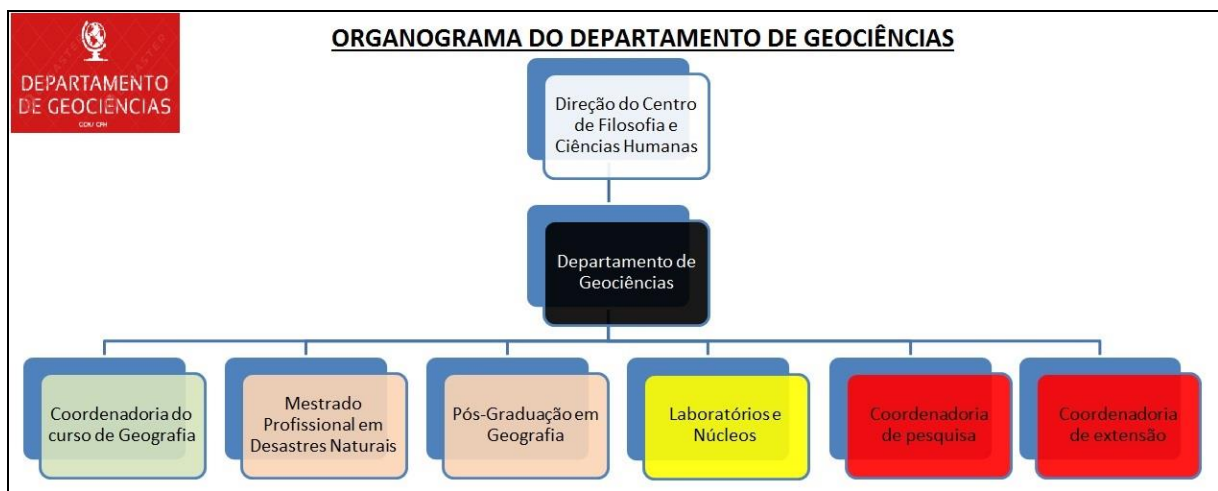 DEPARTAMENTO
DE GEOCIÊNCIAS
ORGANOGRAMA DO DEPARTAMENTO DE GEOCIÊNCIAS
Direção do Centro
de Filosofia e
Ciências Humanas
Departamento de
Geociências
Coordenadoria do
curso de Geografia
Mestrado
Profissional em
Desastres Naturais
Pós-Graduação em
Geografia
Laboratórios e
Núcleos
Coordenadoria
de pesquisa
Coordenadoria
de extensão